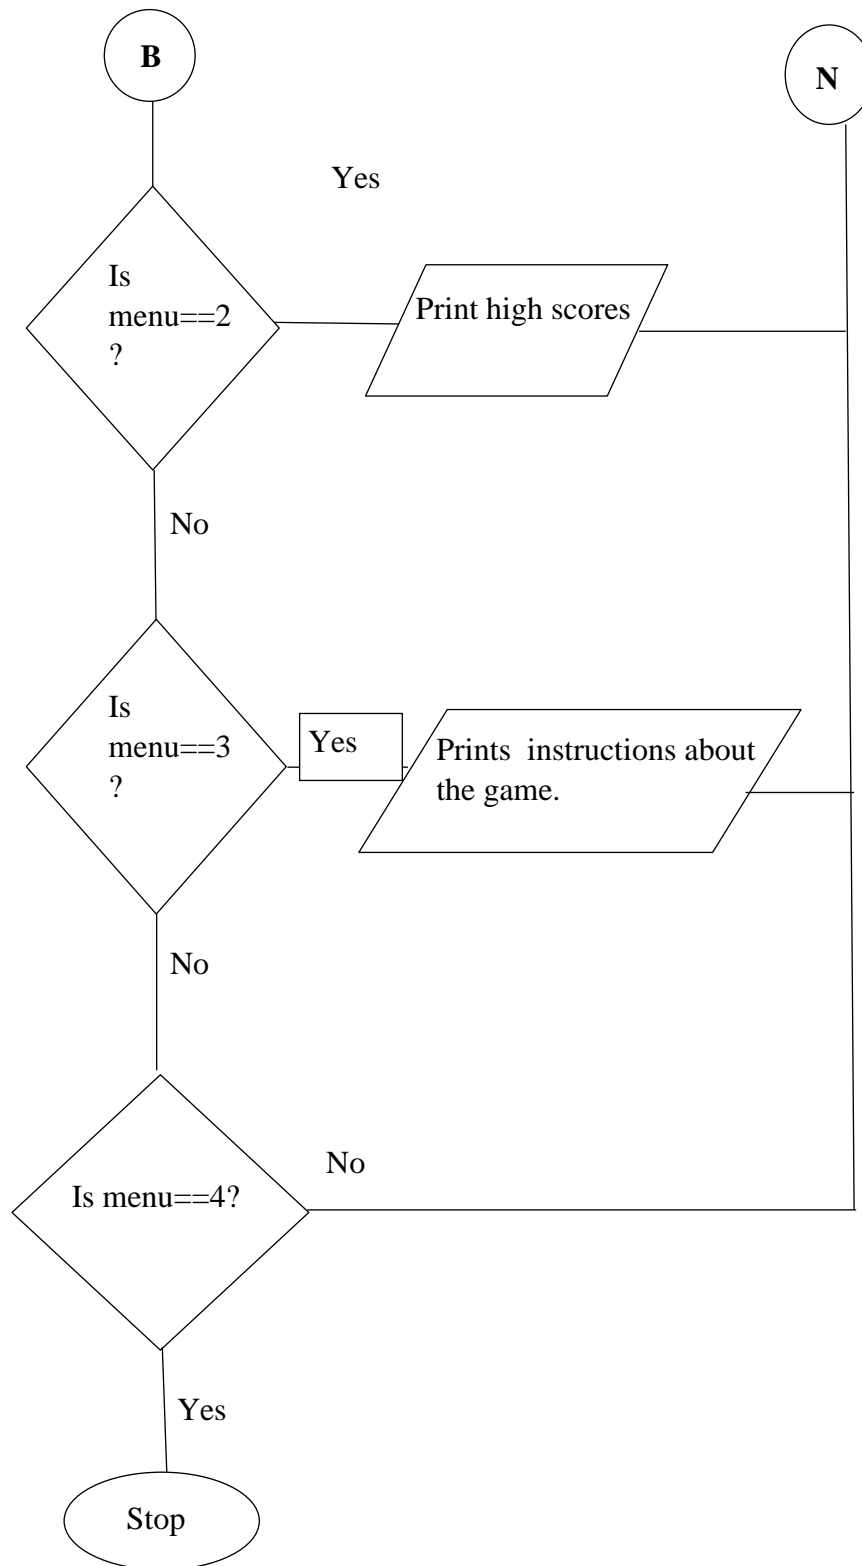 B
N
Yes
Is
menu==2
?
Print high scores
No
Is
menu==3
?
Yes
Prints  instructions about
the game.
No
Is menu==4?
No
Yes
Stop